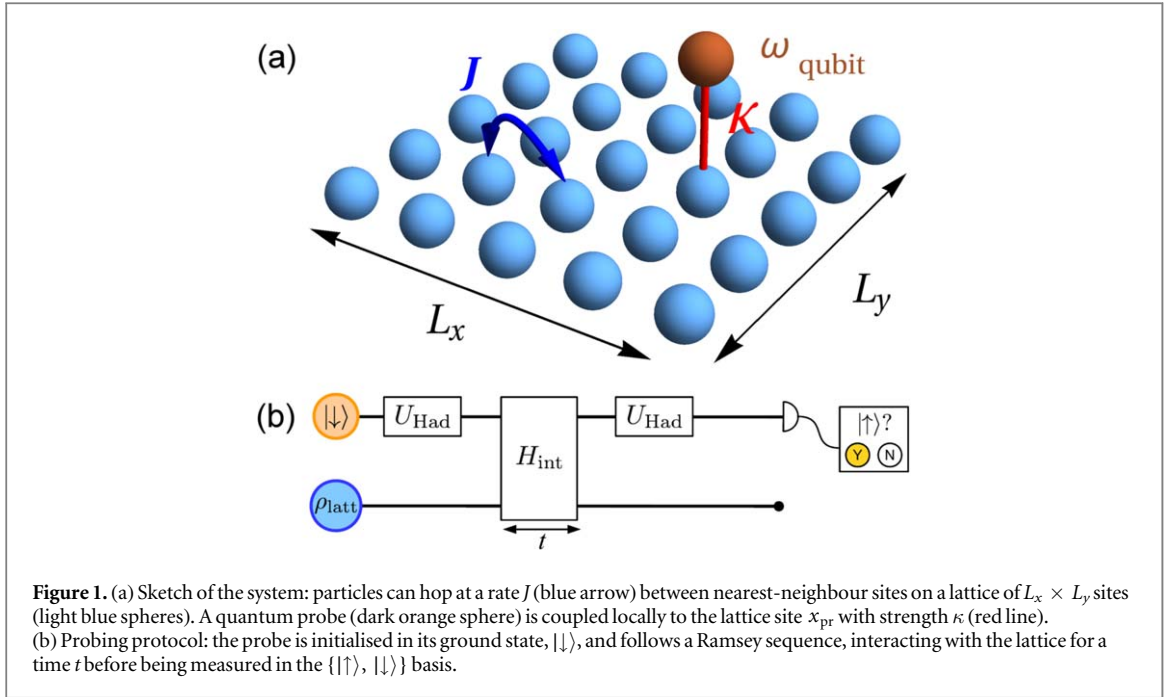 (a)
J
ω qubit
κ
L_x
L_y
(b)
|↓⟩
U_Had
U_Had
|↑⟩?
Y N
H_int
ρ_latt
t
Figure 1. (a) Sketch of the system: particles can hop at a rate J (blue arrow) between nearest-neighbour sites on a lattice of L_x × L_y sites
(light blue spheres). A quantum probe (dark orange sphere) is coupled locally to the lattice site x_pr with strength κ (red line).
(b) Probing protocol: the probe is initialised in its ground state, |↓⟩, and follows a Ramsey sequence, interacting with the lattice for a
time t before being measured in the {|↑⟩, |↓⟩} basis.